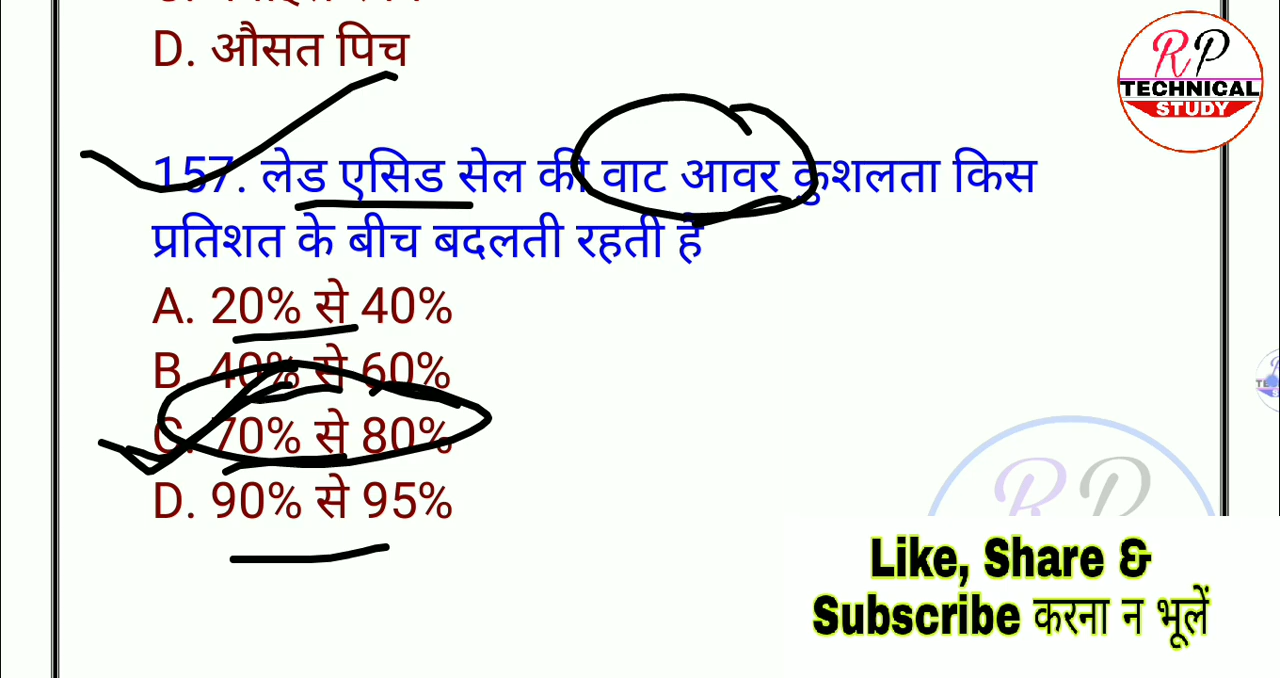 D. औसत पिच
RP
TECHNICAL
STUDY
157. लेड एसिड सेल की वाट आवर कुशलता किस
प्रतिशत के बीच बदलती रहती है
A. 20% से 40%
B. 40% से 60%
C. 70% से 80%
D. 90% से 95%
RP
Like, Share &
Subscribe करना न भूलें